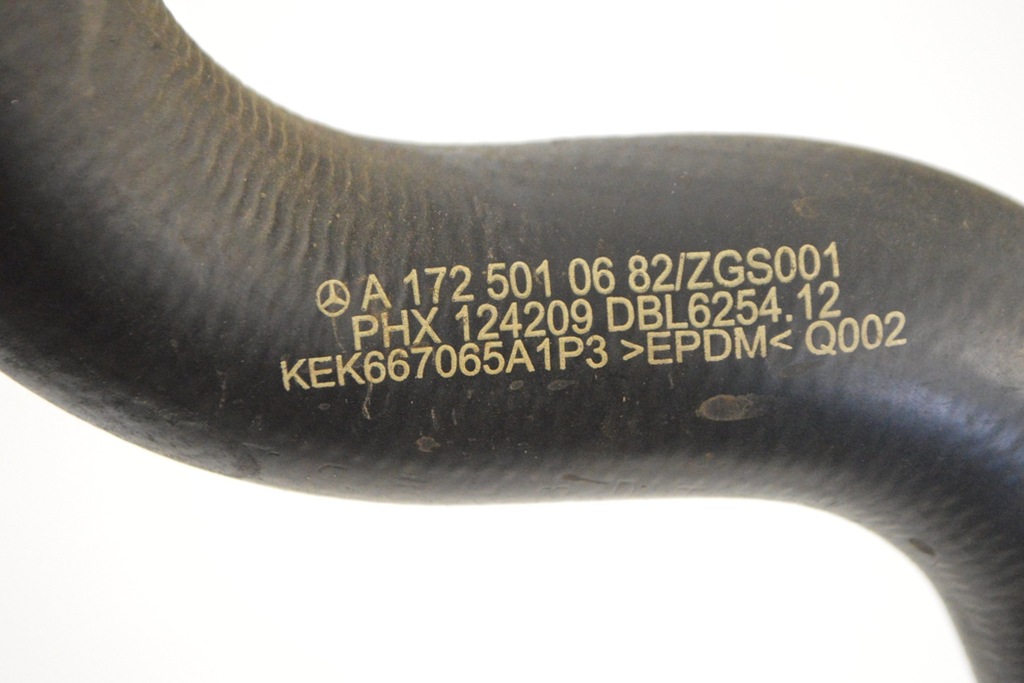 A 172 501 06 82/ZGS001
PHX 124209 DBL6254.12
KEK667065A1P3 >EPDM< Q002